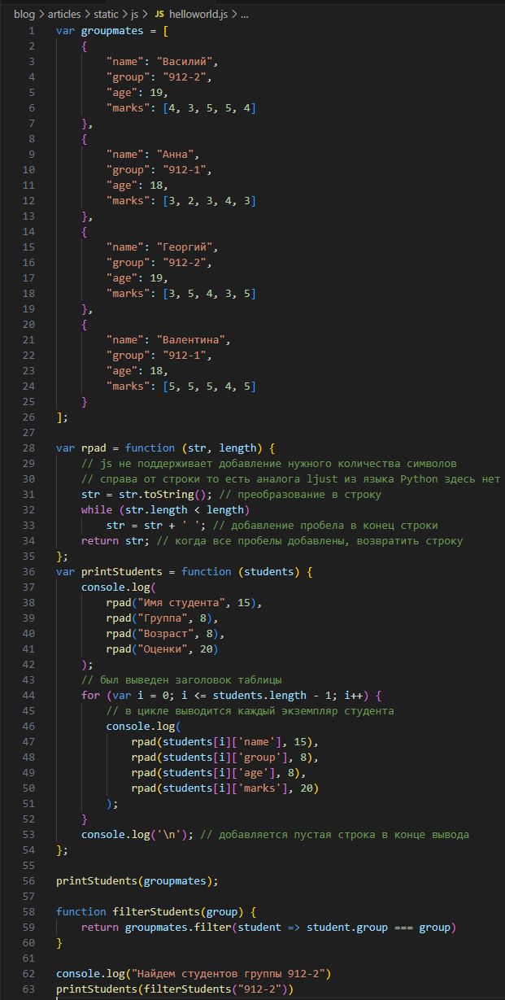 blog > articles > static > js > JS helloworld.js > ...
1 var groupmates = [
2     {
3         "name": "Василий",
4         "group": "912-2",
5         "age": 19,
6         "marks": [4, 3, 5, 5, 4]
7     },
8     {
9         "name": "Анна",
10         "group": "912-1",
11         "age": 18,
12         "marks": [3, 2, 3, 4, 3]
13     },
14     {
15         "name": "Георгий",
16         "group": "912-2",
17         "age": 19,
18         "marks": [3, 5, 4, 3, 5]
19     },
20     {
21         "name": "Валентина",
22         "group": "912-1",
23         "age": 18,
24         "marks": [5, 5, 5, 4, 5]
25     }
26 ];
27
28 var rpad = function (str, length) {
29     // js не поддерживает добавление нужного количества символов
30     // справа от строки то есть аналога ljust из языка Python здесь нет
31     str = str.toString(); // преобразование в строку
32     while (str.length < length)
33         str = str + ' '; // добавление пробела в конец строки
34     return str; // когда все пробелы добавлены, возвратить строку
35 };
36 var printStudents = function (students) {
37     console.log(
38         rpad("Имя студента", 15),
39         rpad("Группа", 8),
40         rpad("Возраст", 8),
41         rpad("Оценки", 20)
42     );
43     // был выведен заголовок таблицы
44     for (var i = 0; i <= students.length - 1; i++) {
45         // в цикле выводится каждый экземпляр студента
46         console.log(
47             rpad(students[i]['name'], 15),
48             rpad(students[i]['group'], 8),
49             rpad(students[i]['age'], 8),
50             rpad(students[i]['marks'], 20)
51         );
52     }
53     console.log('\n'); // добавляется пустая строка в конце вывода
54 };
55
56 printStudents(groupmates);
57
58 function filterStudents(group) {
59     return groupmates.filter(student => student.group === group)
60 }
61
62 console.log("Найдем студентов группы 912-2")
63 printStudents(filterStudents("912-2"))